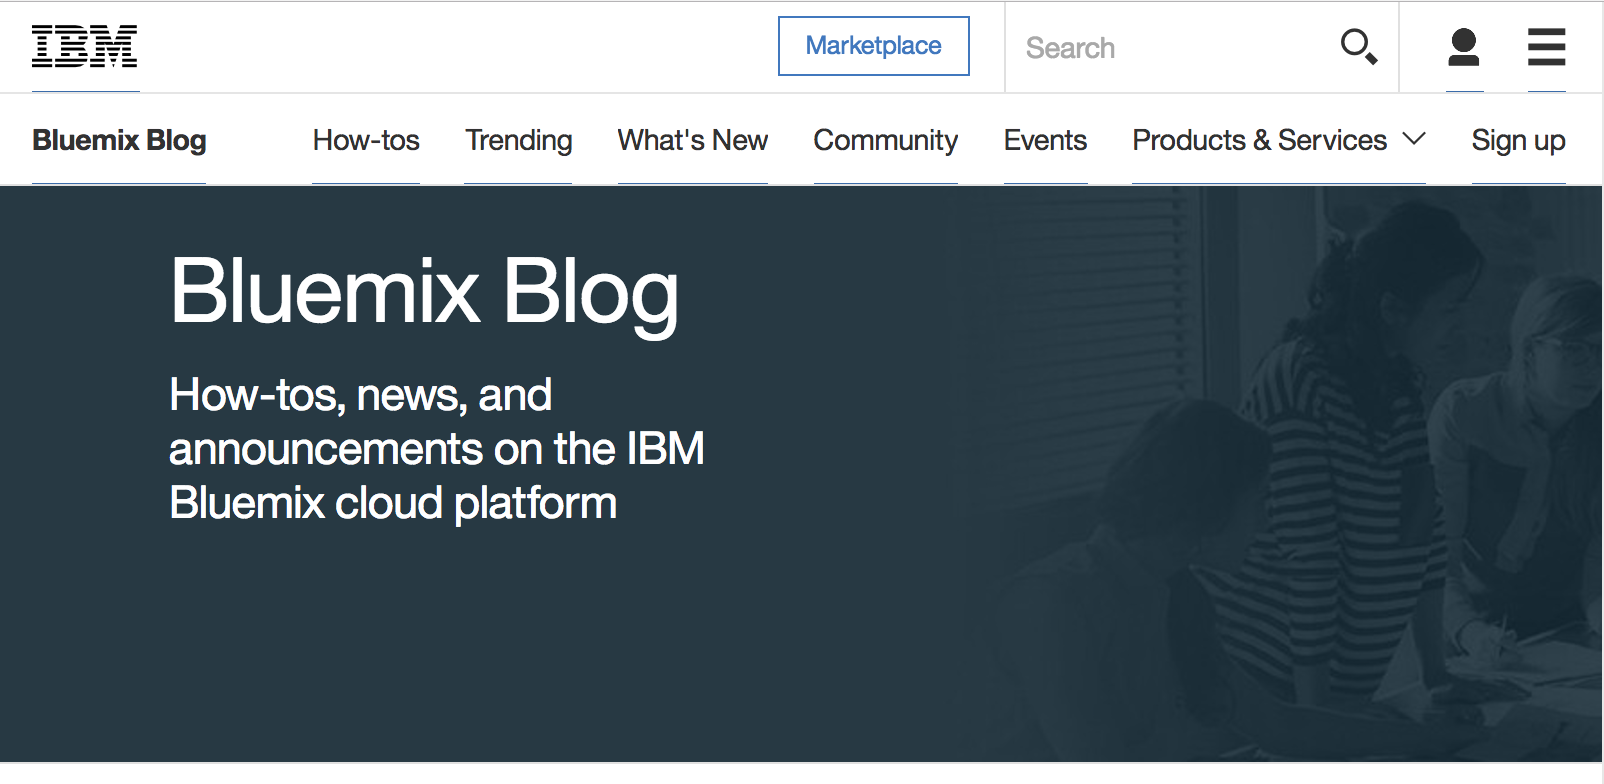 IBM
Marketplace
Search
Bluemix Blog
How-tos
Trending
What's New
Community
Events
Products & Services
Sign up
Bluemix Blog
How-tos, news, and
announcements on the IBM
Bluemix cloud platform